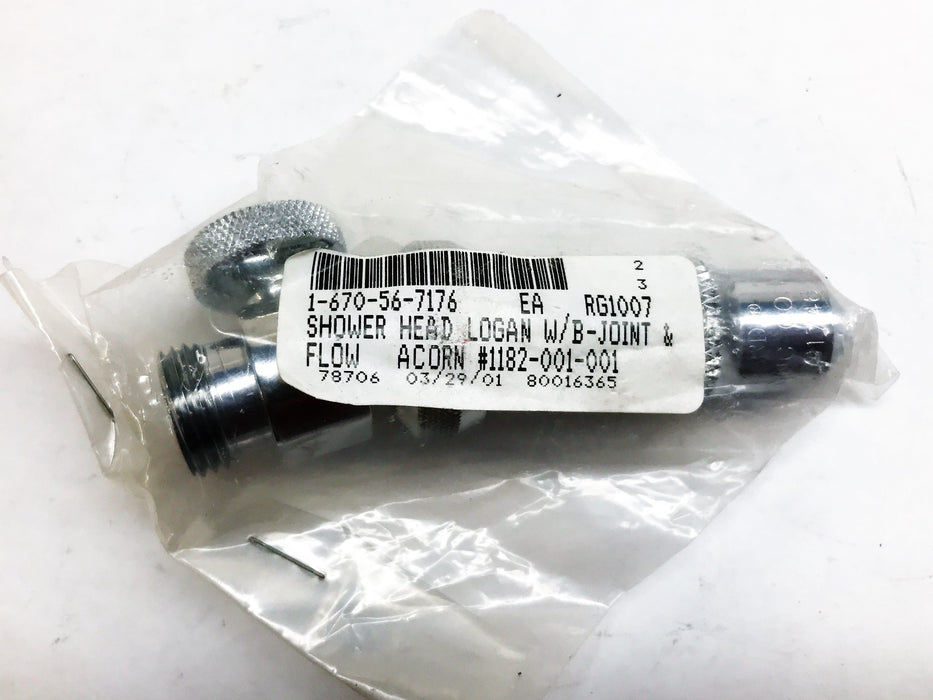 2
3
1-670-56-7176 EA RG1007
SHOWER HEAD LOGAN W/B-JOINT &
FLOW ACORN #1182-001-001
78706 03/29/01 80016365